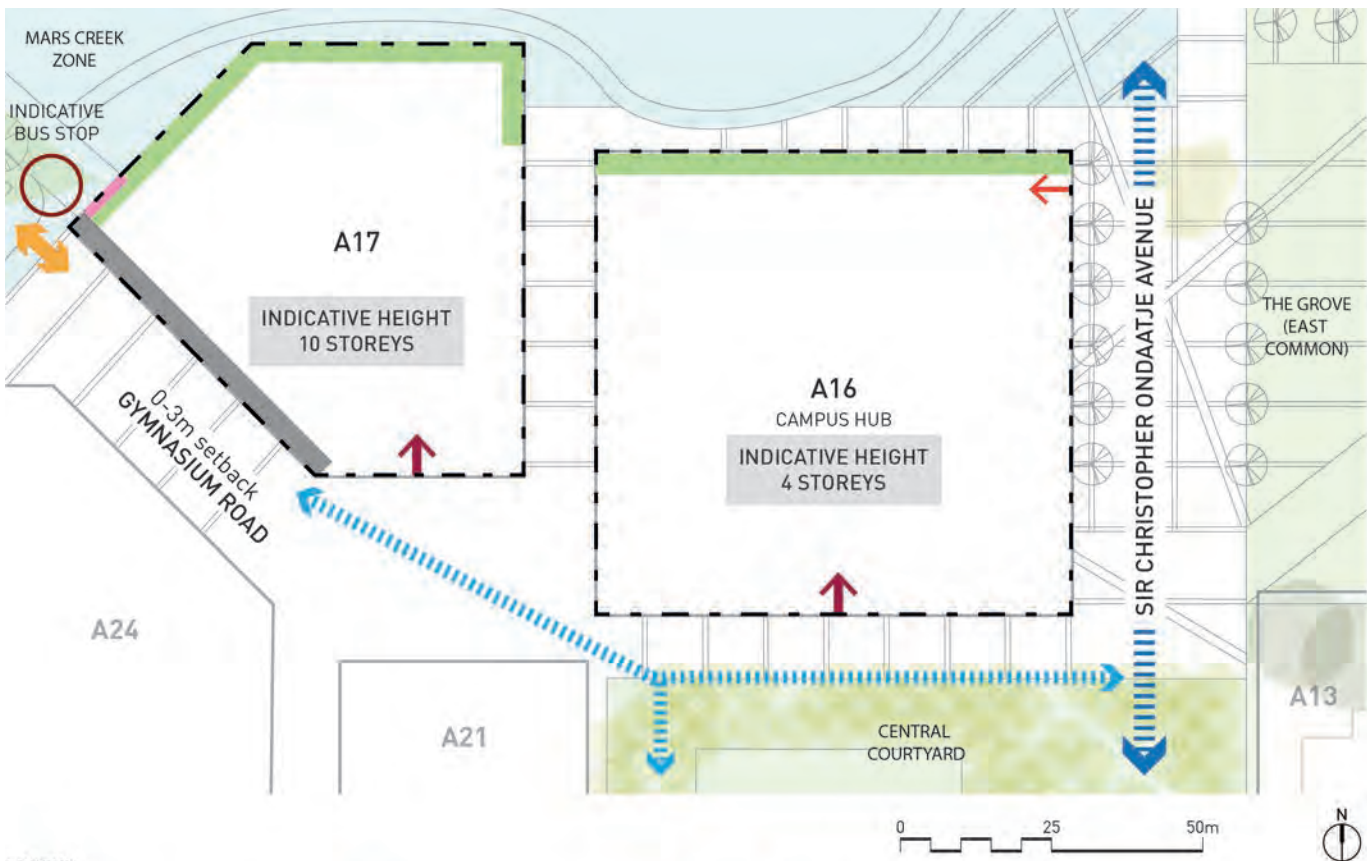 MARS CREEK
ZONE
INDICATIVE
BUS STOP
A17
INDICATIVE HEIGHT
10 STOREYS
0-3m setback
GYMNASIUM ROAD
A16
CAMPUS HUB
INDICATIVE HEIGHT
4 STOREYS
SIR CHRISTOPHER ONDAATJE AVENUE
THE GROVE
(EAST
COMMON)
A24
A21
CENTRAL
COURTYARD
A13
0 25 50m
N